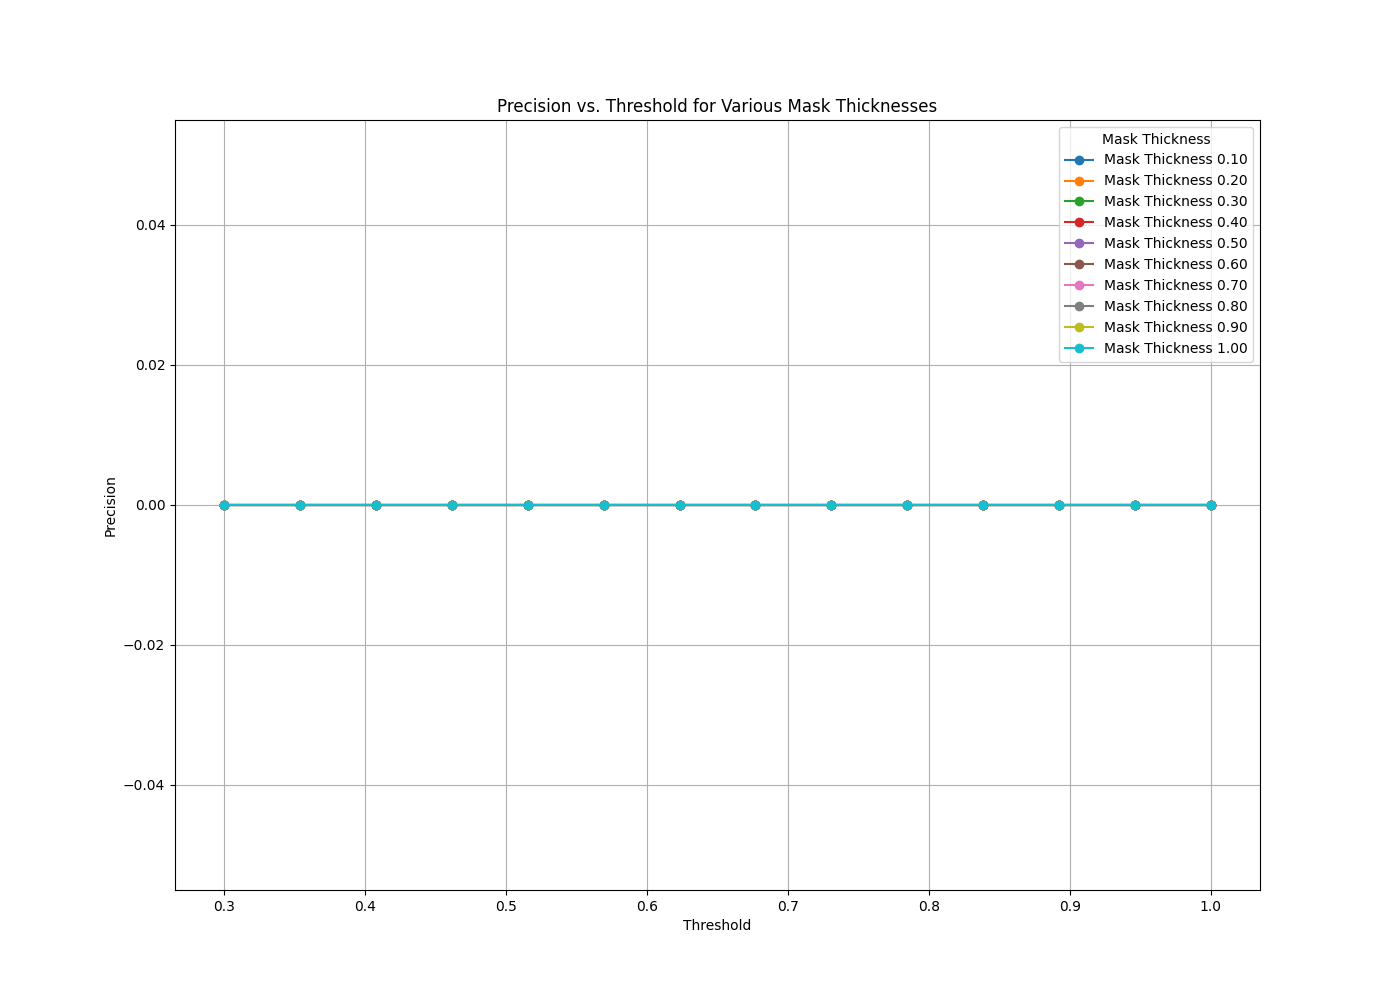 Precision vs. Threshold for Various Mask Thicknesses
Mask Thickness
Mask Thickness 0.10
Mask Thickness 0.20
Mask Thickness 0.30
Mask Thickness 0.40
Mask Thickness 0.50
Mask Thickness 0.60
Mask Thickness 0.70
Mask Thickness 0.80
Mask Thickness 0.90
Mask Thickness 1.00
Precision
0.04
0.02
0.00
−0.02
−0.04
0.3 0.4 0.5 0.6 0.7 0.8 0.9 1.0
Threshold